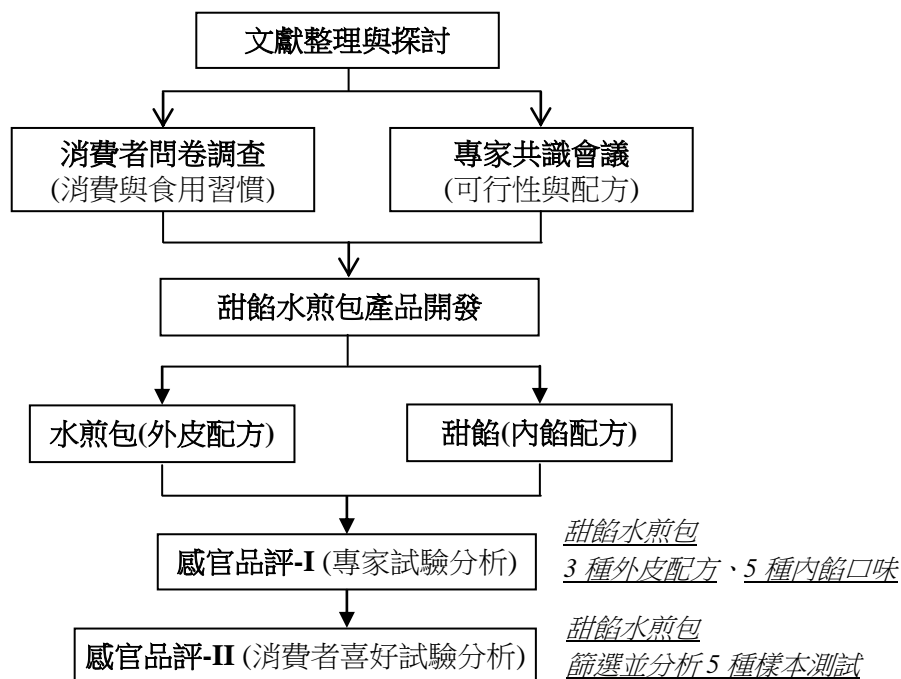 文獻整理與探討
消費者問卷調查
(消費與食用習慣)
專家共識會議
(可行性與配方)
甜餡水煎包產品開發
水煎包(外皮配方)
甜餡(內餡配方)
感官品評-I (專家試驗分析)
甜餡水煎包
3 種外皮配方、5 種內餡口味
感官品評-II (消費者喜好試驗分析)
甜餡水煎包
篩選並分析 5 種樣本測試